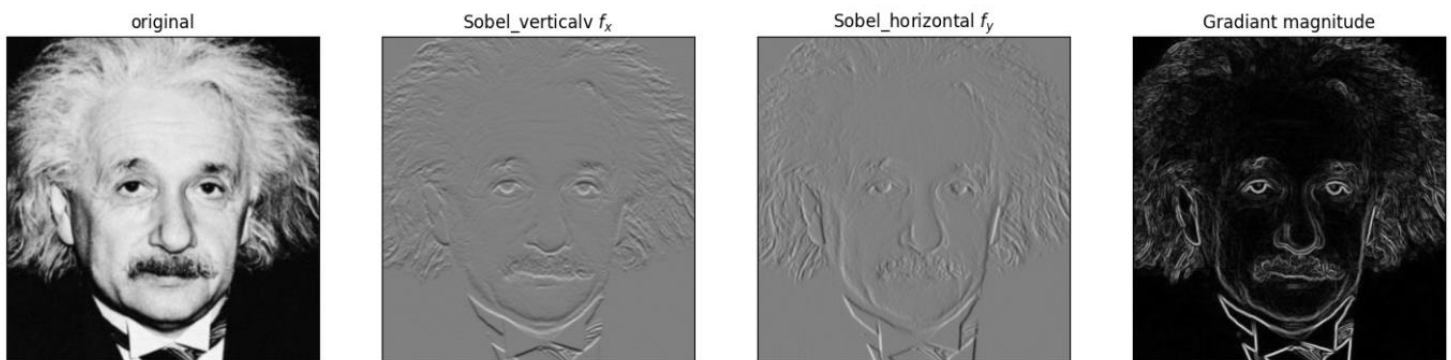 original
Sobel_verticalv f_x
Sobel_horizontal f_y
Gradiant magnitude